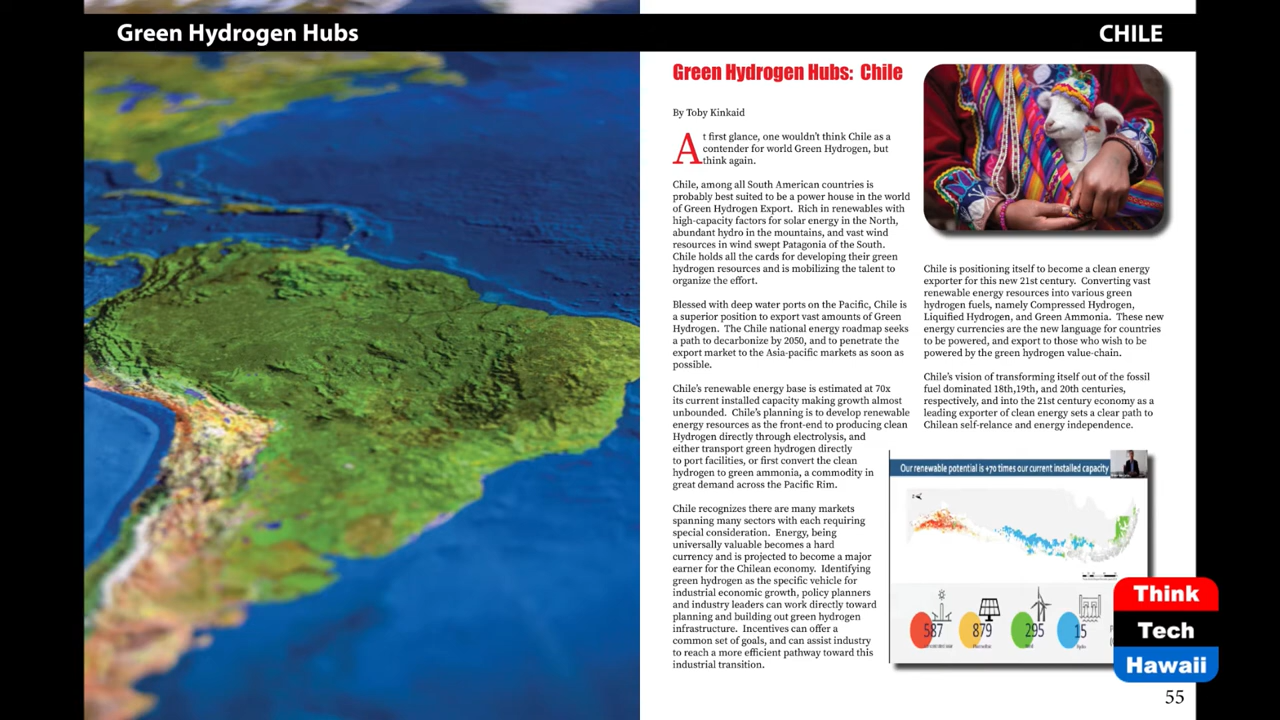 Green Hydrogen Hubs
CHILE
Green Hydrogen Hubs: Chile
By Toby Kinkaid
At first glance, one wouldn't think Chile as a
contender for world Green Hydrogen, but
think again.
Chile, among all South American countries is
probably best suited to be a power house in the world
of Green Hydrogen Export. Rich in renewables with
high-capacity factors for solar energy in the North,
abundant hydro in the mountains, and vast wind
resources in wind swept Patagonia of the South.
Chile holds all the cards for developing their green
hydrogen resources and is mobilizing the talent to
organize the effort.
Blessed with deep water ports on the Pacific, Chile is
a superior position to export vast amounts of Green
Hydrogen. The Chile national energy roadmap seeks
a path to decarbonize by 2050, and to penetrate the
export market to the Asia-pacific markets as soon as
possible.
Chile's renewable energy base is estimated at 70x
its current installed capacity making growth almost
unbounded. Chile's planning is to develop renewable
energy resources as the front-end to producing clean
Hydrogen directly through electrolysis, and
either transport green hydrogen directly
to port facilities, or first convert the clean
hydrogen to green ammonia, a commodity in
great demand across the Pacific Rim.
Chile recognizes there are many markets
spanning many sectors with each requiring
special consideration. Energy, being
universally valuable becomes a hard
currency and is projected to become a major
earner for the Chilean economy. Identifying
green hydrogen as the specific vehicle for
industrial economic growth, policy planners
and industry leaders can work directly toward
planning and building out green hydrogen
infrastructure. Incentives can offer a
common set of goals, and can assist industry
to reach a more efficient pathway toward this
industrial transition.
Chile is positioning itself to become a clean energy
exporter for this new 21st century. Converting vast
renewable energy resources into various green
hydrogen fuels, namely Compressed Hydrogen,
Liquified Hydrogen, and Green Ammonia. These new
energy currencies are the new language for countries
to be powered, and export to those who wish to be
powered by the green hydrogen value-chain.
Chile's vision of transforming itself out of the fossil
fuel dominated 18th,19th, and 20th centuries,
respectively, and into the 21st century economy as a
leading exporter of clean energy sets a clear path to
Chilean self-relance and energy independence.
Our renewable potential is +70 times our current installed capacity
587 879 295 15
Think
Tech
Hawaii
55